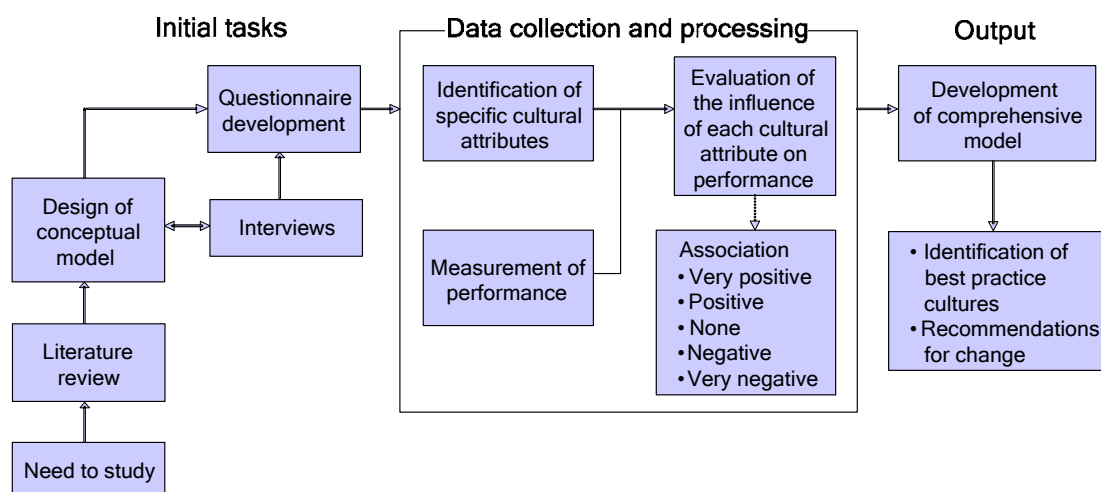 Initial tasks
Questionnaire
development
Design of
conceptual
model
Interviews
Literature
review
Need to study
Data collection and processing
Identification of
specific cultural
attributes
Measurement of
performance
Evaluation of
the influence
of each cultural
attribute on
performance
Association
• Very positive
• Positive
• None
• Negative
• Very negative
Output
Development
of comprehensive
model
• Identification of
best practice
cultures
• Recommendations
for change